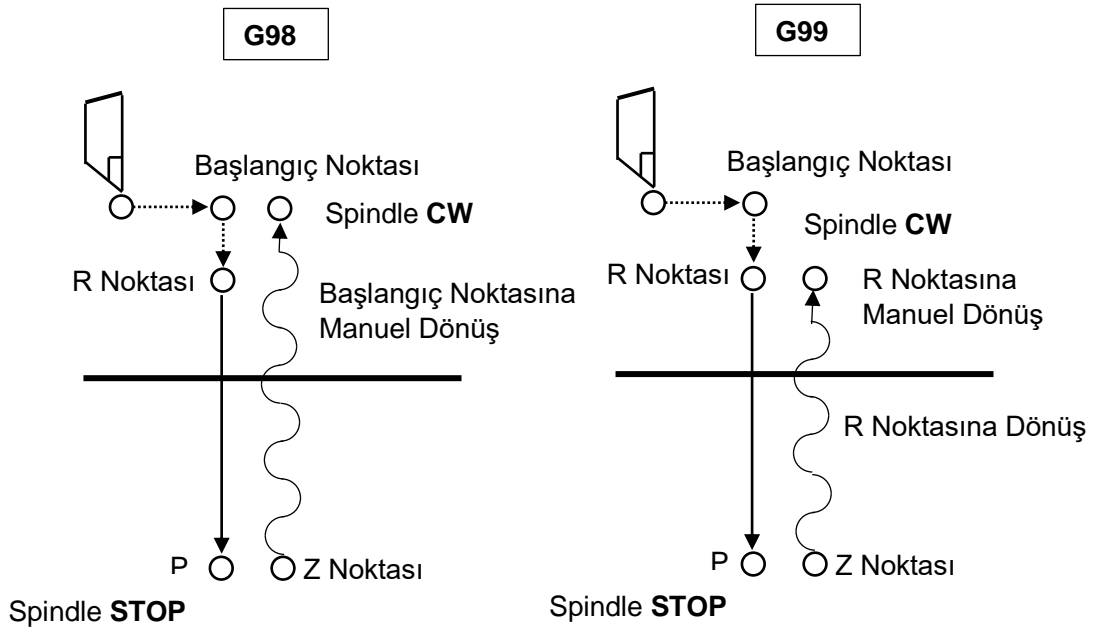 G98
Başlangıç Noktası
Spindle CW
R Noktası
Başlangıç Noktasına
Manuel Dönüş
P
Z Noktası
Spindle STOP
G99
Başlangıç Noktası
Spindle CW
R Noktası
R Noktasına
Manuel Dönüş
R Noktasına Dönüş
P
Z Noktası
Spindle STOP